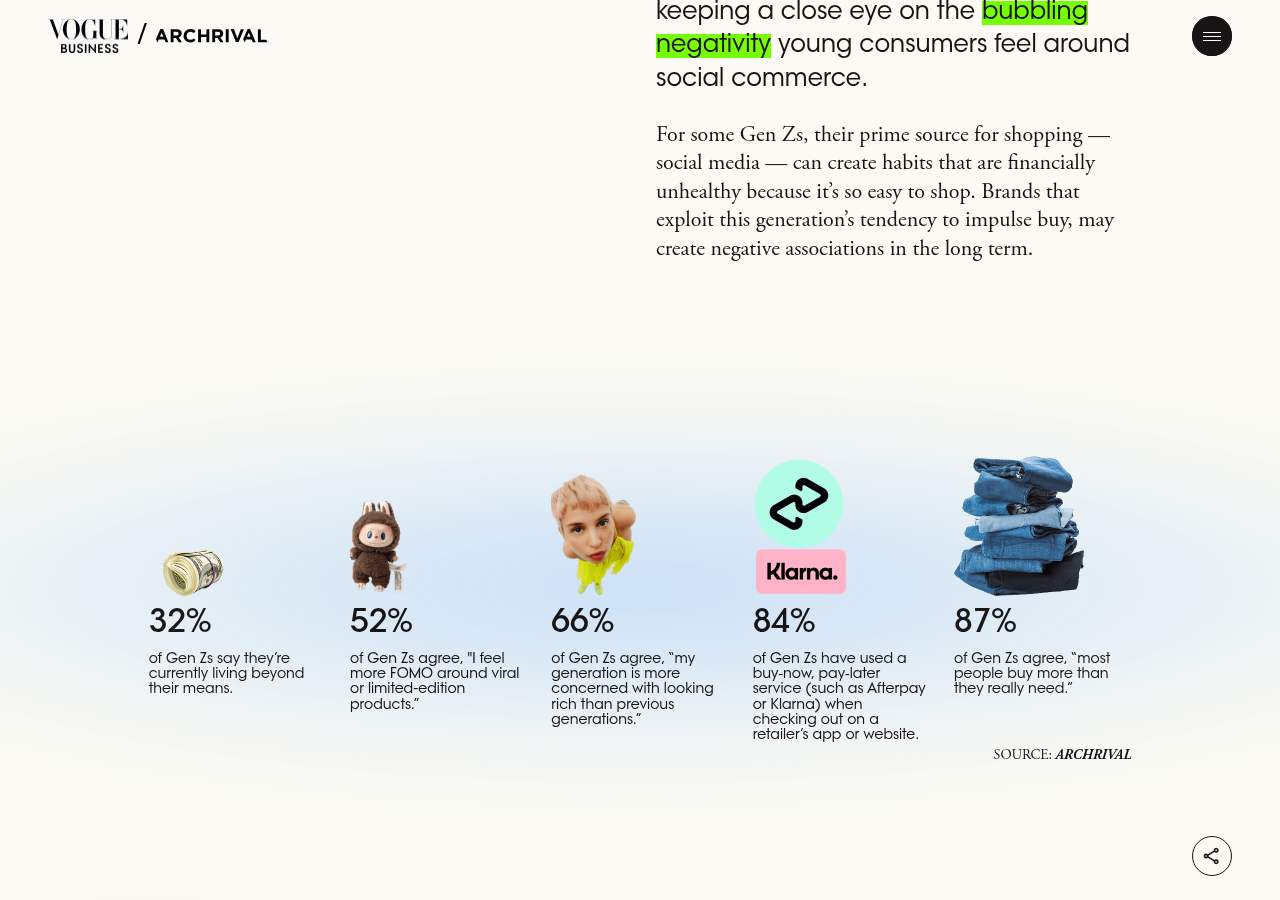 VOGUE
BUSINESS / ARCHRIVAL
keeping a close eye on the bubbling
negativity young consumers feel around
social commerce.
For some Gen Zs, their prime source for shopping —
social media — can create habits that are financially
unhealthy because it’s so easy to shop. Brands that
exploit this generation’s tendency to impulse buy, may
create negative associations in the long term.
32%
of Gen Zs say they’re
currently living beyond
their means.
52%
of Gen Zs agree, "I feel
more FOMO around viral
or limited-edition
products.”
66%
of Gen Zs agree, “my
generation is more
concerned with looking
rich than previous
generations.”
Klarna.
84%
of Gen Zs have used a
buy-now, pay-later
service (such as Afterpay
or Klarna) when
checking out on a
retailer’s app or website.
87%
of Gen Zs agree, “most
people buy more than
they really need.”
SOURCE: ARCHRIVAL